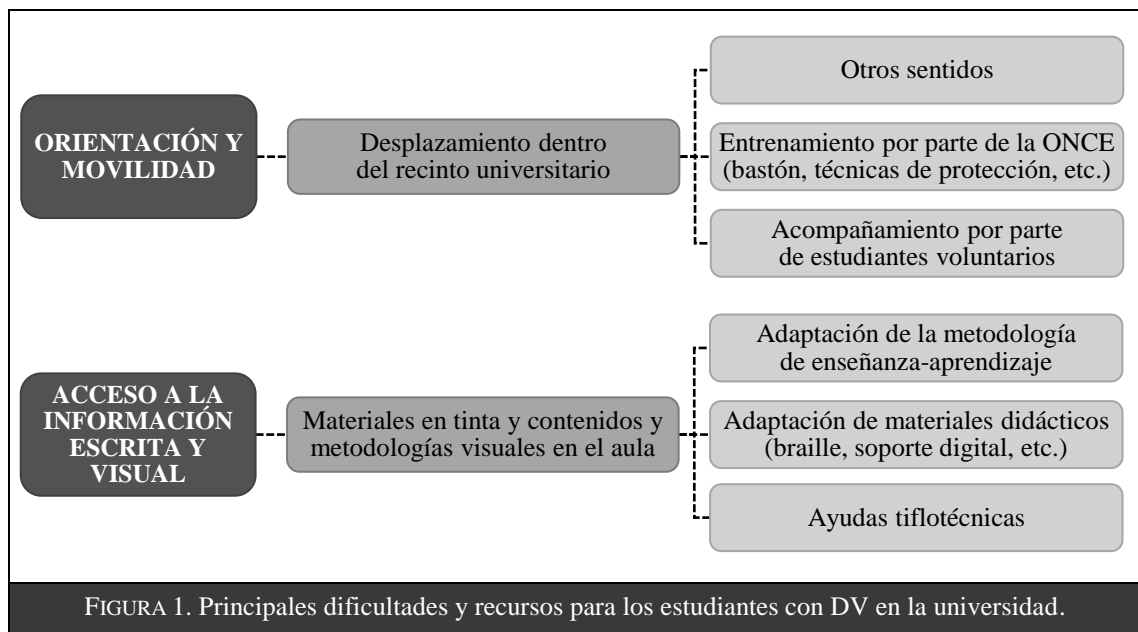 ORIENTACIÓN Y
MOVILIDAD
Desplazamiento dentro
del recinto universitario
Otros sentidos
Entrenamiento por parte de la ONCE
(bastón, técnicas de protección, etc.)
Acompañamiento por parte
de estudiantes voluntarios
ACCESO A LA
INFORMACIÓN
ESCRITA Y
VISUAL
Materiales en tinta y contenidos y
metodologías visuales en el aula
Adaptación de la metodología
de enseñanza-aprendizaje
Adaptación de materiales didácticos
(braille, soporte digital, etc.)
Ayudas tiflotécnicas
FIGURA 1. Principales dificultades y recursos para los estudiantes con DV en la universidad.